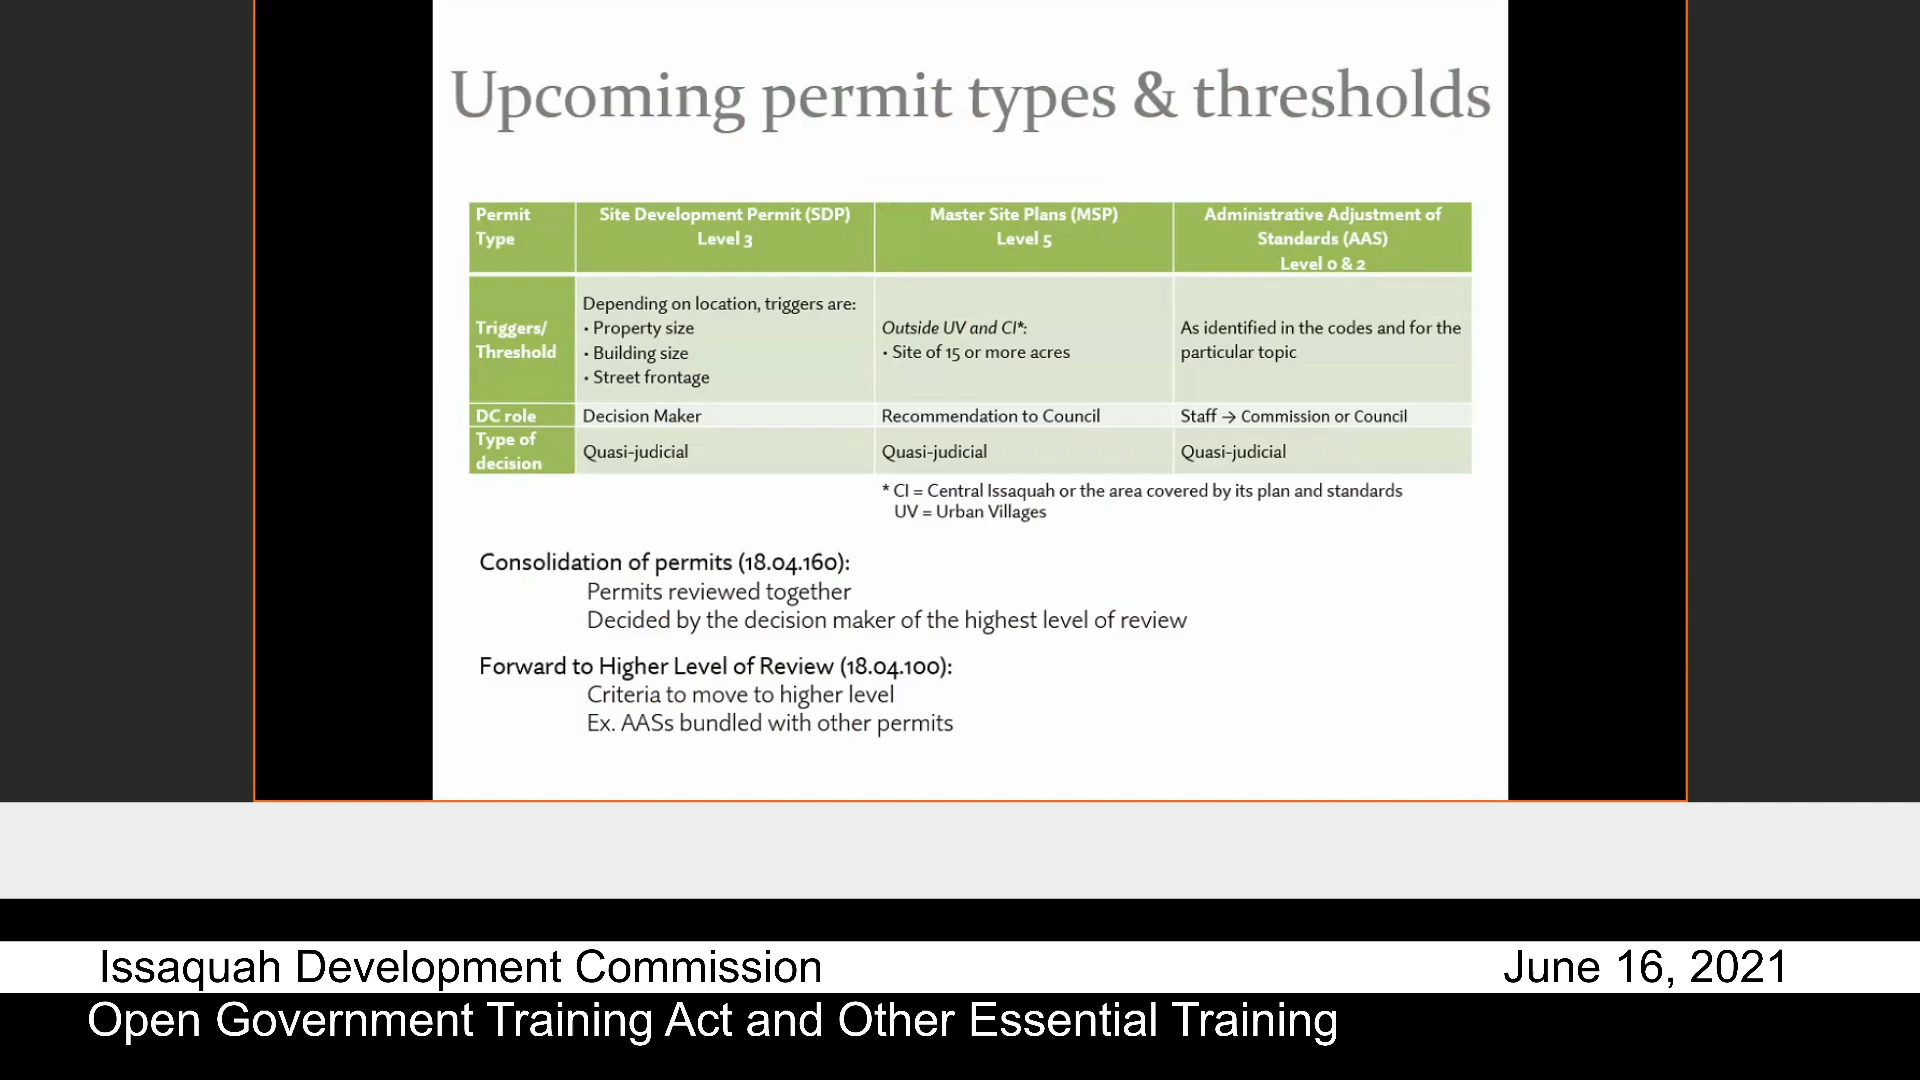 Upcoming permit types & thresholds
Permit
Type
Site Development Permit (SDP)
Level 3
Master Site Plans (MSP)
Level 5
Administrative Adjustment of
Standards (AAS)
Level 0 & 2
Triggers/
Threshold
Depending on location, triggers are:
• Property size
• Building size
• Street frontage
Outside UV and CI*:
• Site of 15 or more acres
As identified in the codes and for the
particular topic
DC role
Decision Maker
Recommendation to Council
Staff → Commission or Council
Type of
decision
Quasi-judicial
Quasi-judicial
Quasi-judicial
* CI = Central Issaquah or the area covered by its plan and standards
UV = Urban Villages
Consolidation of permits (18.04.160):
Permits reviewed together
Decided by the decision maker of the highest level of review
Forward to Higher Level of Review (18.04.100):
Criteria to move to higher level
Ex. AASs bundled with other permits
Issaquah Development Commission
June 16, 2021
Open Government Training Act and Other Essential Training